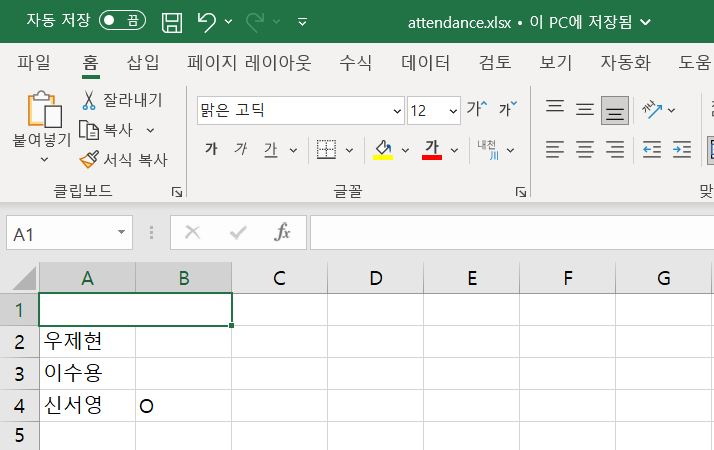 자동 저장 끔 attendance.xlsx • 이 PC에 저장됨
파일 홈 삽입 페이지 레이아웃 수식 데이터 검토 보기 자동화 도움
붙여넣기
잘라내기
복사
서식 복사
클립보드
맑은 고딕 12 가 가
가 가 가 가 내천 川
글꼴
맞
A1 fx
A B C D E F G
1
2 우제현
3 이수용
4 신서영 O
5